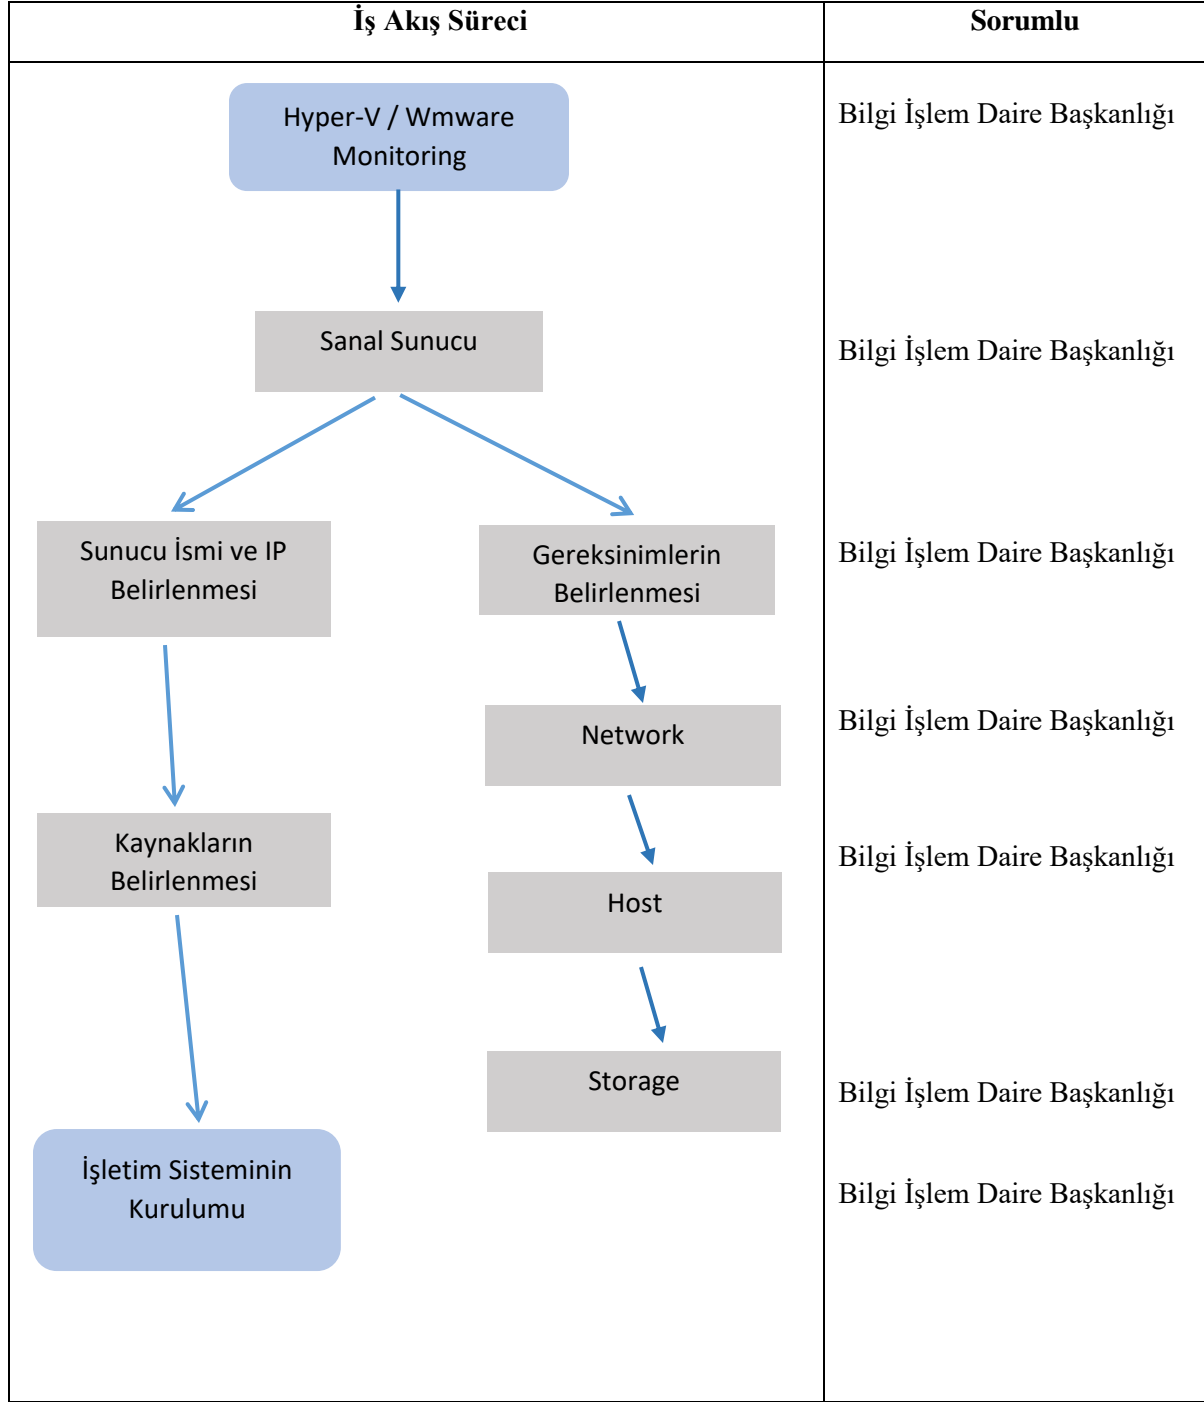 İş Akış Süreci
Sorumlu
Hyper-V / Wmware
Monitoring
Bilgi İşlem Daire Başkanlığı
Sanal Sunucu
Bilgi İşlem Daire Başkanlığı
Sunucu İsmi ve IP
Belirlenmesi
Gereksinimlerin
Belirlenmesi
Bilgi İşlem Daire Başkanlığı
Network
Bilgi İşlem Daire Başkanlığı
Kaynakların
Belirlenmesi
Host
Bilgi İşlem Daire Başkanlığı
Storage
Bilgi İşlem Daire Başkanlığı
İşletim Sisteminin
Kurulumu
Bilgi İşlem Daire Başkanlığı